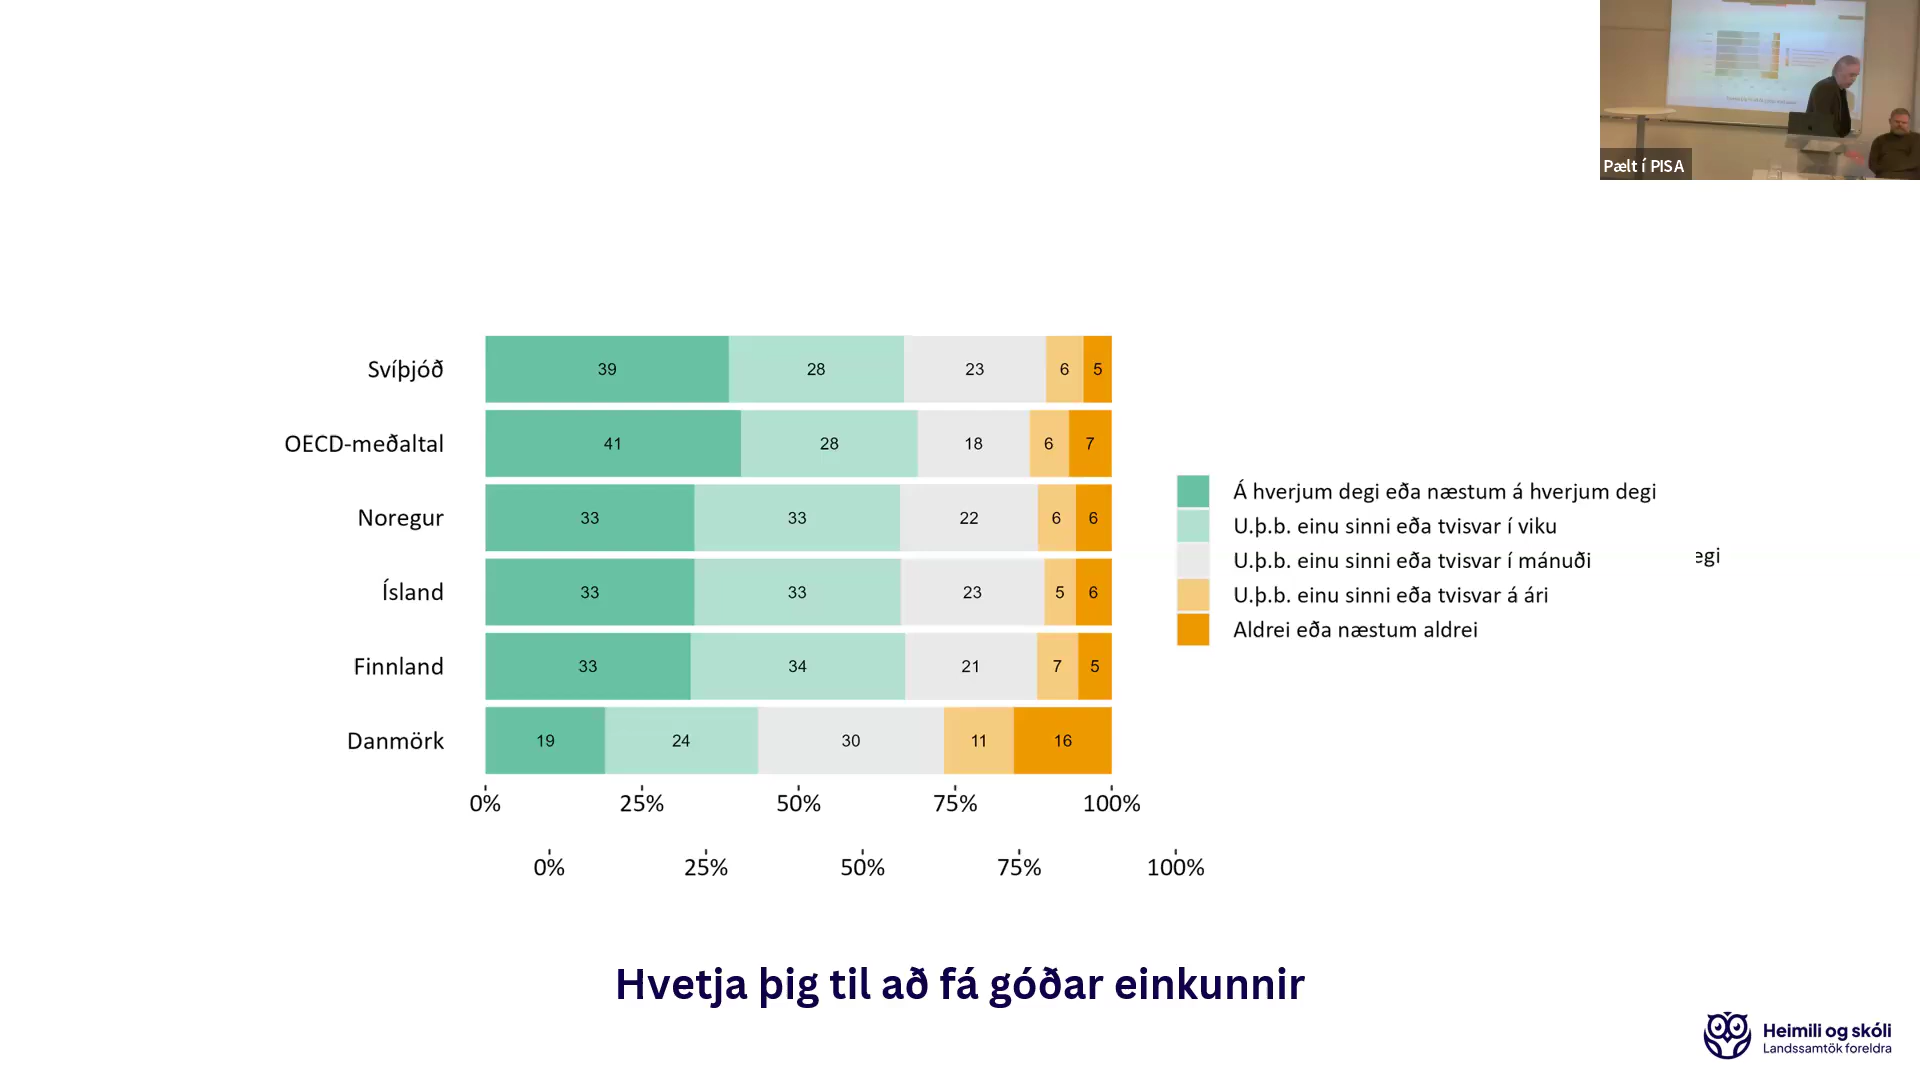 Pælt í PISA
Svíþjóð 39 28 23 6 5
OECD-meðaltal 41 28 18 6 7
Noregur 33 33 22 6 6
Ísland 33 33 23 5 6
Finnland 33 34 21 7 5
Danmörk 19 24 30 11 16
0% 25% 50% 75% 100%
0% 25% 50% 75% 100%
Á hverjum degi eða næstum á hverjum degi
U.þ.b. einu sinni eða tvisvar í viku
U.þ.b. einu sinni eða tvisvar í mánuði
egi
U.þ.b. einu sinni eða tvisvar á ári
Aldrei eða næstum aldrei
Hvetja þig til að fá góðar einkunnir
Heimili og skóli
Landssamtök foreldra